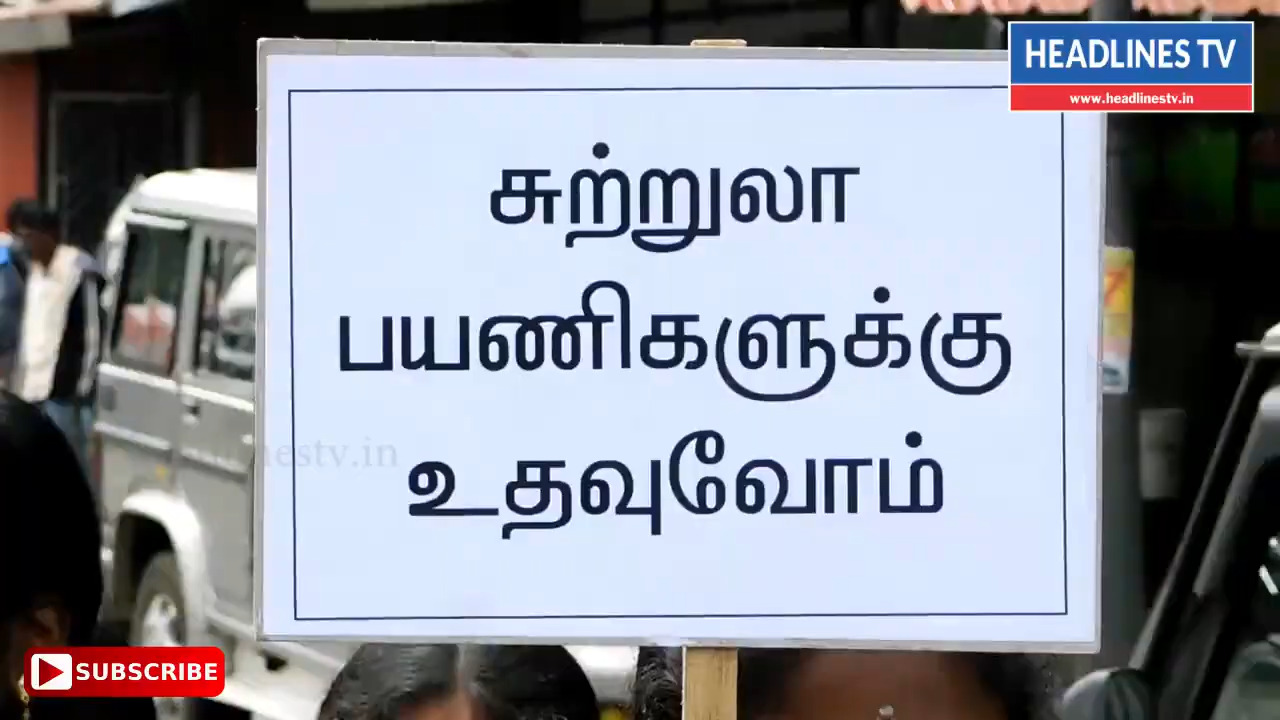 HEADLINES TV
www.headlinestv.in
சுற்றுலா
பயணிகளுக்கு
உதவுவோம்
SUBSCRIBE